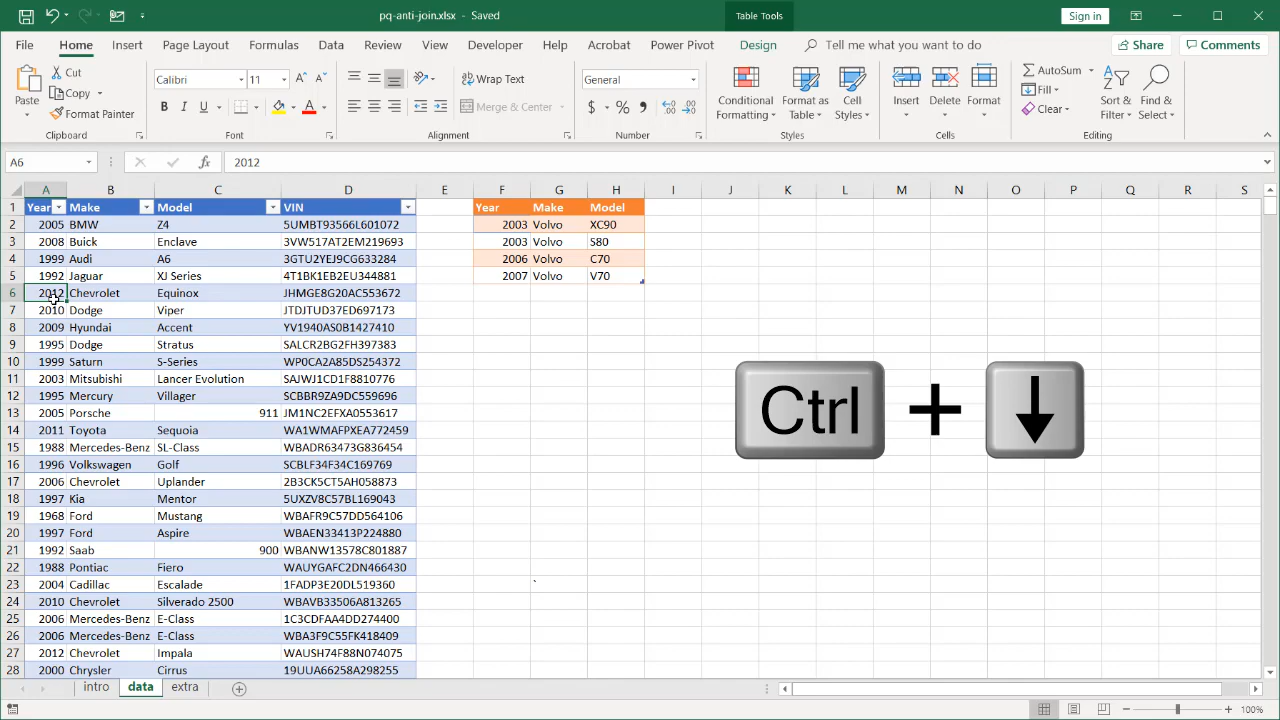 pq-anti-join.xlsx - Saved
Table Tools
Sign in
File Home Insert Page Layout Formulas Data Review View Developer Help Acrobat Power Pivot Design Tell me what you want to do Share Comments
Paste
Cut
Copy
Format Painter
Calibri 11
B I U A
Wrap Text
Merge & Center
General
$ % ,
Conditional Formatting
Format as Table
Cell Styles
Insert
Delete
Format
AutoSum
Fill
Clear
Sort & Filter
Find & Select
Clipboard Font Alignment Number Styles Cells Editing
A6 fx 2012
A B C D E F G H I J K L M N O P Q R S
1 Year Make Model VIN Year Make Model
2 2005 BMW Z4 5UMBT93566L601072 2003 Volvo XC90
3 2008 Buick Enclave 3VW517AT2EM219693 2003 Volvo S80
4 1999 Audi A6 3GTU2YEJ9CG633284 2006 Volvo C70
5 1992 Jaguar XJ Series 4T1BK1EB2EU344881 2007 Volvo V70
6 2012 Chevrolet Equinox JHMGE8G20AC553672
7 2010 Dodge Viper JTDJTUD37ED697173
8 2009 Hyundai Accent YV1940AS0B1427410
9 1995 Dodge Stratus SALCR2BG2FH397383
10 1999 Saturn S-Series WP0CA2A85DS254372
11 2003 Mitsubishi Lancer Evolution SAJWJ1CD1F8810776
12 1995 Mercury Villager SCBBR9ZA9DC559696
13 2005 Porsche 911 JM1NC2EFXA0553617
14 2011 Toyota Sequoia WA1WMAFPXEA772459
15 1988 Mercedes-Benz SL-Class WBADR63473G836454
16 1996 Volkswagen Golf SCBLF34F34C169769
17 2006 Chevrolet Uplander 2B3CK5CT5AH058873
18 1997 Kia Mentor 5UXZV8C57BL169043
19 1968 Ford Mustang WBAFR9C57DD564106
20 1997 Ford Aspire WBAEN33413P224880
21 1992 Saab 900 WBANW13578C801887
22 1988 Pontiac Fiero WAUYGAFC2DN466430
23 2004 Cadillac Escalade 1FADP3E20DL519360 `
24 2010 Chevrolet Silverado 2500 WBAVB33506A813265
25 2006 Mercedes-Benz E-Class 1C3CDFAA4DD274400
26 2006 Mercedes-Benz E-Class WBA3F9C55FK418409
27 2012 Chevrolet Impala WAUSH74F88N074075
28 2000 Chrysler Cirrus 19UUA66258A298255
Ctrl + ↓
intro data extra
100%